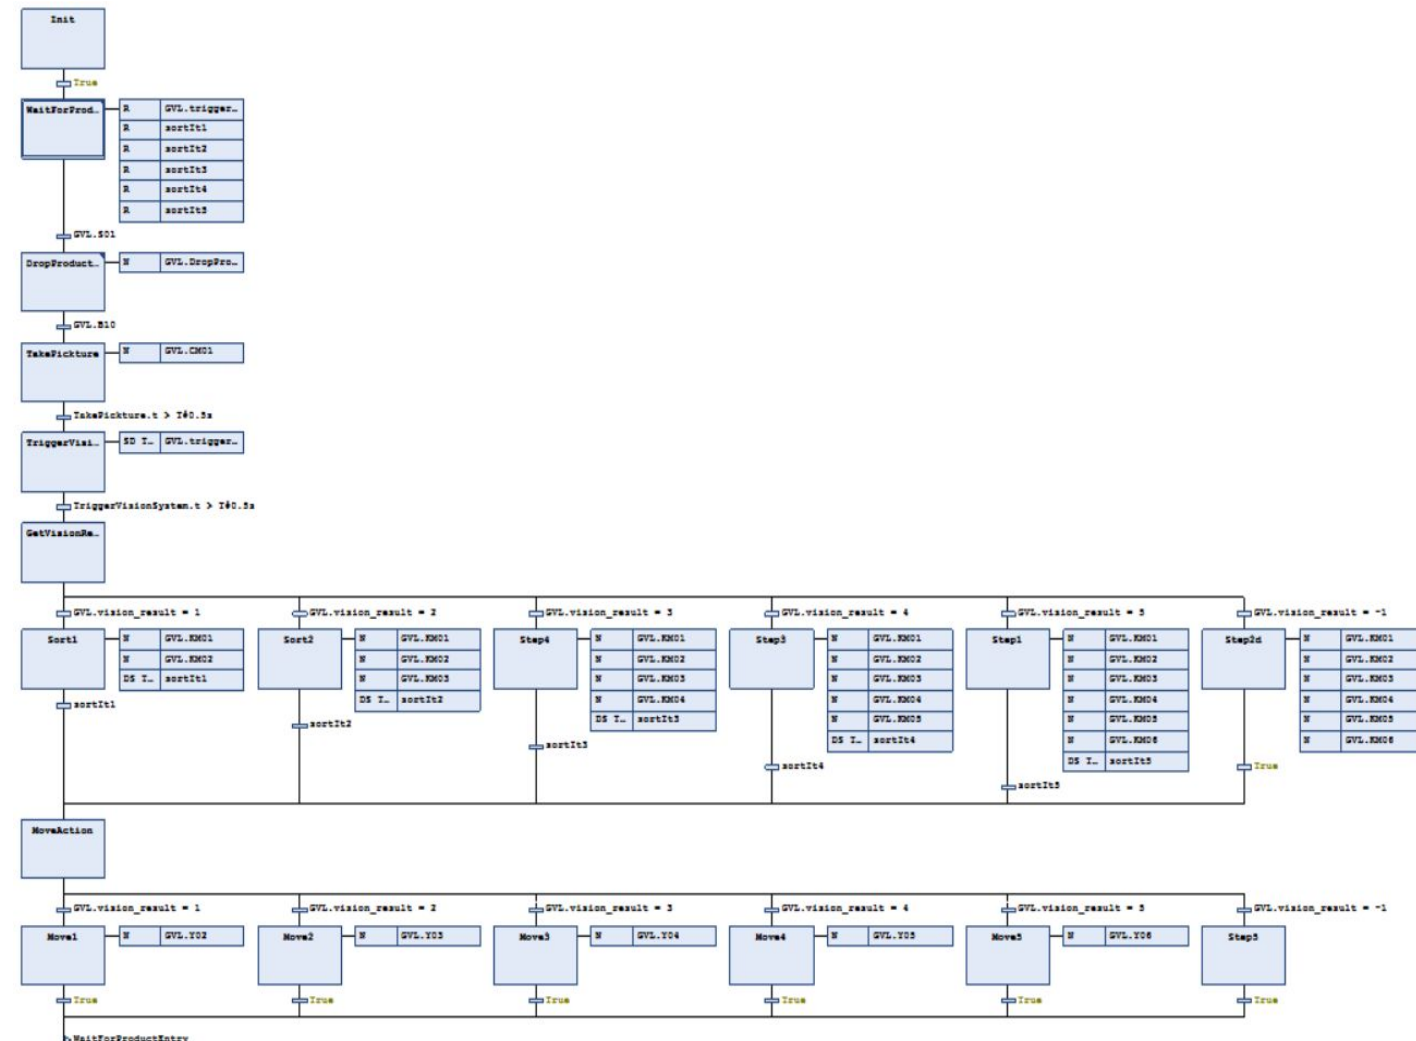 Init
True
WaitForProd…
R GVL.trigger…
R sortIt1
R sortIt2
R sortIt3
R sortIt4
R sortIt5
GVL.S01
DropProduct…
N GVL.DropPro…
GVL.B10
TakePickture
N GVL.CM01
TakePickture.t > T#0.5s
TriggerVisi…
SD T… GVL.trigger…
TriggerVisionSystem.t > T#0.5s
GetVisionRe…
GVL.vision_result = 1
GVL.vision_result = 2
GVL.vision_result = 3
GVL.vision_result = 4
GVL.vision_result = 5
GVL.vision_result = -1
Sort1
N GVL.KM01
N GVL.KM02
DS T… sortIt1
sortIt1
Sort2
N GVL.KM01
N GVL.KM02
N GVL.KM03
DS T… sortIt2
sortIt2
Step4
N GVL.KM01
N GVL.KM02
N GVL.KM03
N GVL.KM04
DS T… sortIt3
sortIt3
Step3
N GVL.KM01
N GVL.KM02
N GVL.KM03
N GVL.KM04
N GVL.KM05
DS T… sortIt4
sortIt4
Step1
N GVL.KM01
N GVL.KM02
N GVL.KM03
N GVL.KM04
N GVL.KM05
N GVL.KM06
DS T… sortIt5
sortIt5
Step2d
N GVL.KM01
N GVL.KM02
N GVL.KM03
N GVL.KM04
N GVL.KM05
N GVL.KM06
True
MoveAction
GVL.vision_result = 1
GVL.vision_result = 2
GVL.vision_result = 3
GVL.vision_result = 4
GVL.vision_result = 5
GVL.vision_result = -1
Move1
N GVL.Y02
Move2
N GVL.Y03
Move3
N GVL.Y04
Move4
N GVL.Y05
Move5
N GVL.Y06
Step5
True
True
True
True
True
True
WaitForProductEntry